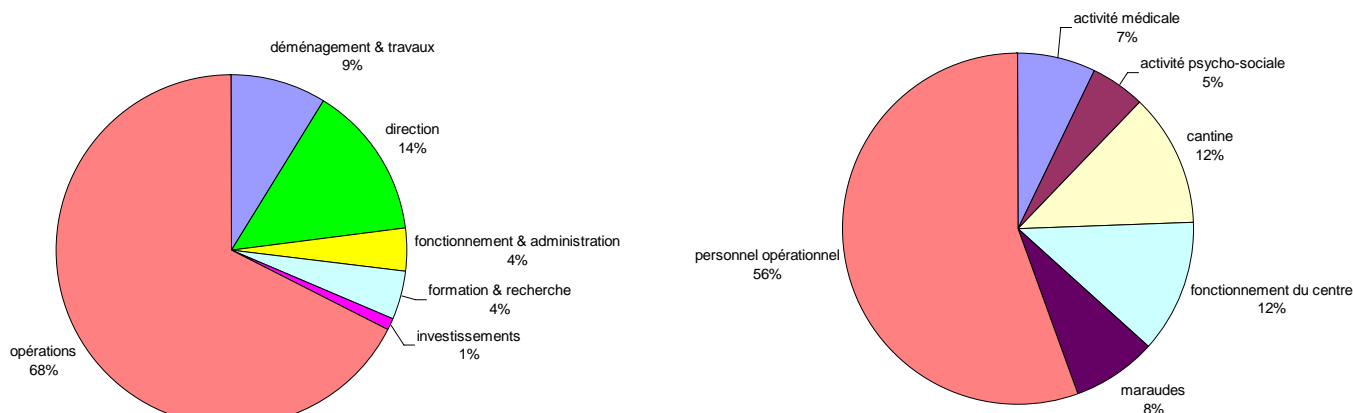 déménagement & travaux
9%
direction
14%
fonctionnement & administration
4%
formation & recherche
4%
investissements
1%
opérations
68%
activité médicale
7%
activité psycho-sociale
5%
cantine
12%
fonctionnement du centre
12%
maraudes
8%
personnel opérationnel
56%